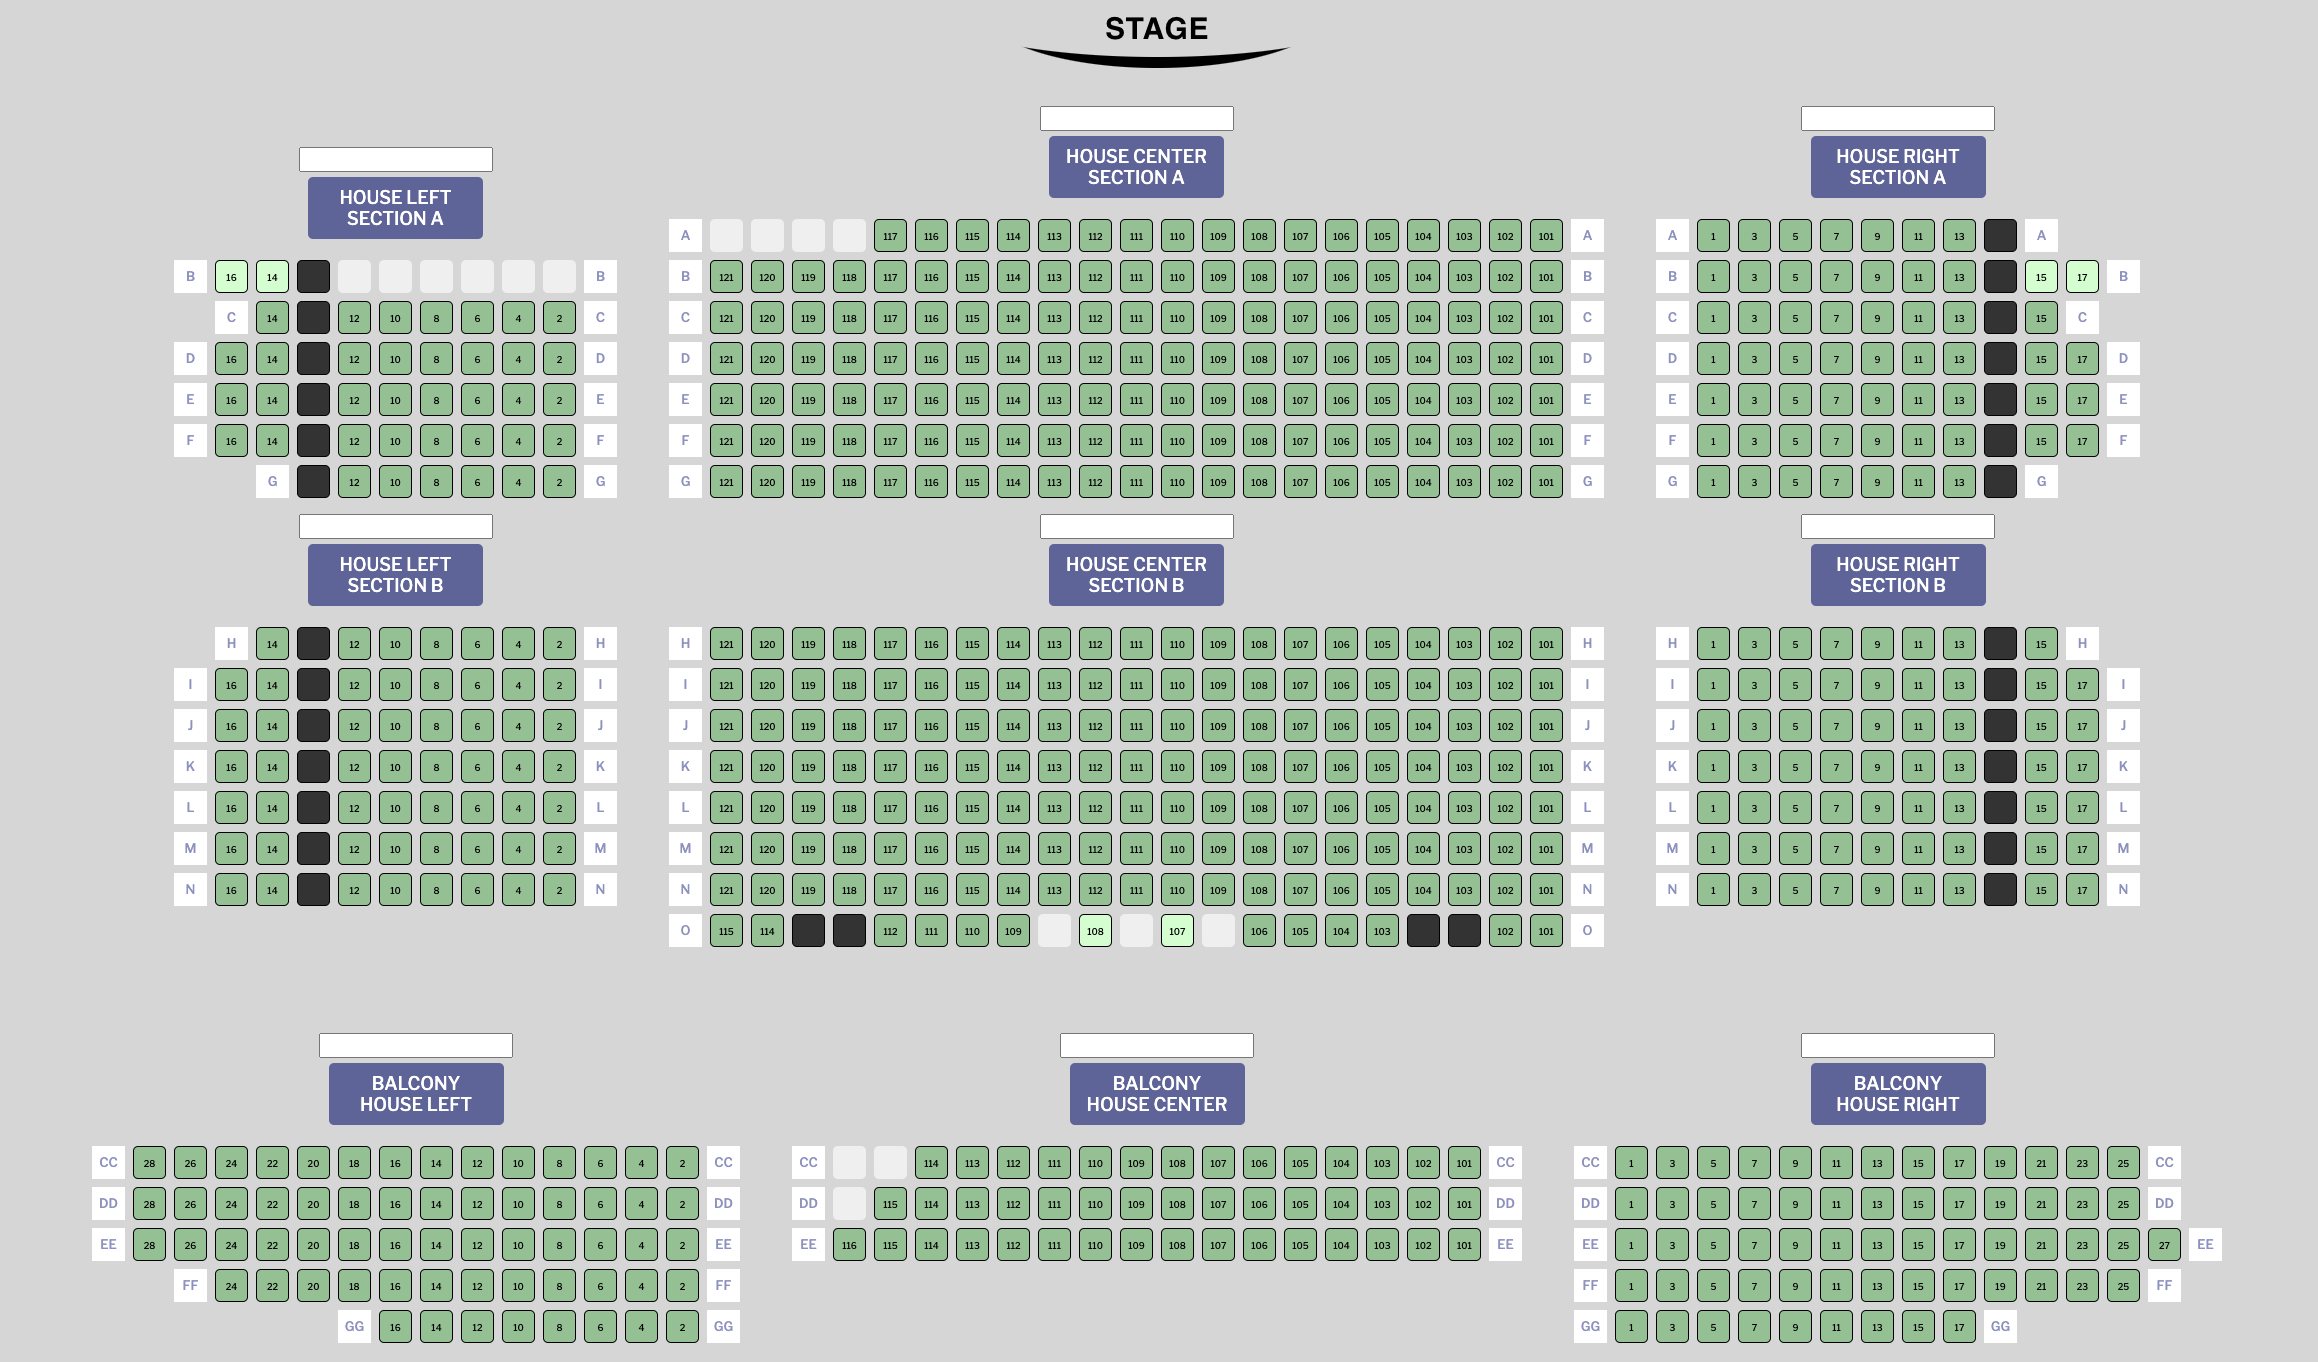 STAGE
HOUSE CENTER
SECTION A
HOUSE RIGHT
SECTION A
HOUSE LEFT
SECTION A
A 117 116 115 114 113 112 111 110 109 108 107 106 105 104 103 102 101 A A 1 3 5 7 9 11 13 A
B 16 14 B B 121 120 119 118 117 116 115 114 113 112 111 110 109 108 107 106 105 104 103 102 101 B B 1 3 5 7 9 11 13 15 17 B
C 14 12 10 8 6 4 2 C C 121 120 119 118 117 116 115 114 113 112 111 110 109 108 107 106 105 104 103 102 101 C C 1 3 5 7 9 11 13 15 C
D 16 14 12 10 8 6 4 2 D D 121 120 119 118 117 116 115 114 113 112 111 110 109 108 107 106 105 104 103 102 101 D D 1 3 5 7 9 11 13 15 17 D
E 16 14 12 10 8 6 4 2 E E 121 120 119 118 117 116 115 114 113 112 111 110 109 108 107 106 105 104 103 102 101 E E 1 3 5 7 9 11 13 15 17 E
F 16 14 12 10 8 6 4 2 F F 121 120 119 118 117 116 115 114 113 112 111 110 109 108 107 106 105 104 103 102 101 F F 1 3 5 7 9 11 13 15 17 F
G 12 10 8 6 4 2 G G 121 120 119 118 117 116 115 114 113 112 111 110 109 108 107 106 105 104 103 102 101 G G 1 3 5 7 9 11 13 G
HOUSE LEFT
SECTION B
HOUSE CENTER
SECTION B
HOUSE RIGHT
SECTION B
H 14 12 10 8 6 4 2 H H 121 120 119 118 117 116 115 114 113 112 111 110 109 108 107 106 105 104 103 102 101 H H 1 3 5 7 9 11 13 15 H
I 16 14 12 10 8 6 4 2 I I 121 120 119 118 117 116 115 114 113 112 111 110 109 108 107 106 105 104 103 102 101 I I 1 3 5 7 9 11 13 15 17 I
J 16 14 12 10 8 6 4 2 J J 121 120 119 118 117 116 115 114 113 112 111 110 109 108 107 106 105 104 103 102 101 J J 1 3 5 7 9 11 13 15 17 J
K 16 14 12 10 8 6 4 2 K K 121 120 119 118 117 116 115 114 113 112 111 110 109 108 107 106 105 104 103 102 101 K K 1 3 5 7 9 11 13 15 17 K
L 16 14 12 10 8 6 4 2 L L 121 120 119 118 117 116 115 114 113 112 111 110 109 108 107 106 105 104 103 102 101 L L 1 3 5 7 9 11 13 15 17 L
M 16 14 12 10 8 6 4 2 M M 121 120 119 118 117 116 115 114 113 112 111 110 109 108 107 106 105 104 103 102 101 M M 1 3 5 7 9 11 13 15 17 M
N 16 14 12 10 8 6 4 2 N N 121 120 119 118 117 116 115 114 113 112 111 110 109 108 107 106 105 104 103 102 101 N N 1 3 5 7 9 11 13 15 17 N
O 115 114 112 111 110 109 108 107 106 105 104 103 102 101 O
BALCONY
HOUSE LEFT
BALCONY
HOUSE CENTER
BALCONY
HOUSE RIGHT
CC 28 26 24 22 20 18 16 14 12 10 8 6 4 2 CC CC 114 113 112 111 110 109 108 107 106 105 104 103 102 101 CC CC 1 3 5 7 9 11 13 15 17 19 21 23 25 CC
DD 28 26 24 22 20 18 16 14 12 10 8 6 4 2 DD DD 115 114 113 112 111 110 109 108 107 106 105 104 103 102 101 DD DD 1 3 5 7 9 11 13 15 17 19 21 23 25 DD
EE 28 26 24 22 20 18 16 14 12 10 8 6 4 2 EE EE 116 115 114 113 112 111 110 109 108 107 106 105 104 103 102 101 EE EE 1 3 5 7 9 11 13 15 17 19 21 23 25 27 EE
FF 24 22 20 18 16 14 12 10 8 6 4 2 FF FF 1 3 5 7 9 11 13 15 17 19 21 23 25 FF
GG 16 14 12 10 8 6 4 2 GG GG 1 3 5 7 9 11 13 15 17 GG